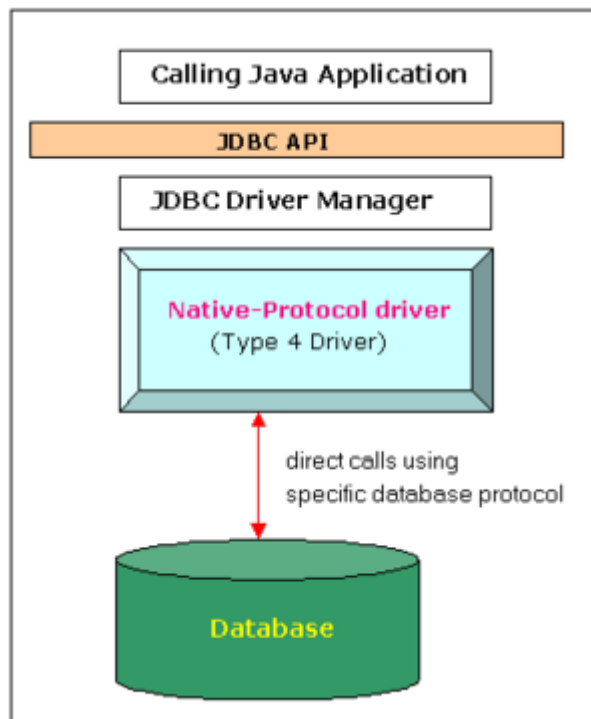 Calling Java Application
JDBC API
JDBC Driver Manager
Native-Protocol driver
(Type 4 Driver)
direct calls using
specific database protocol
Database